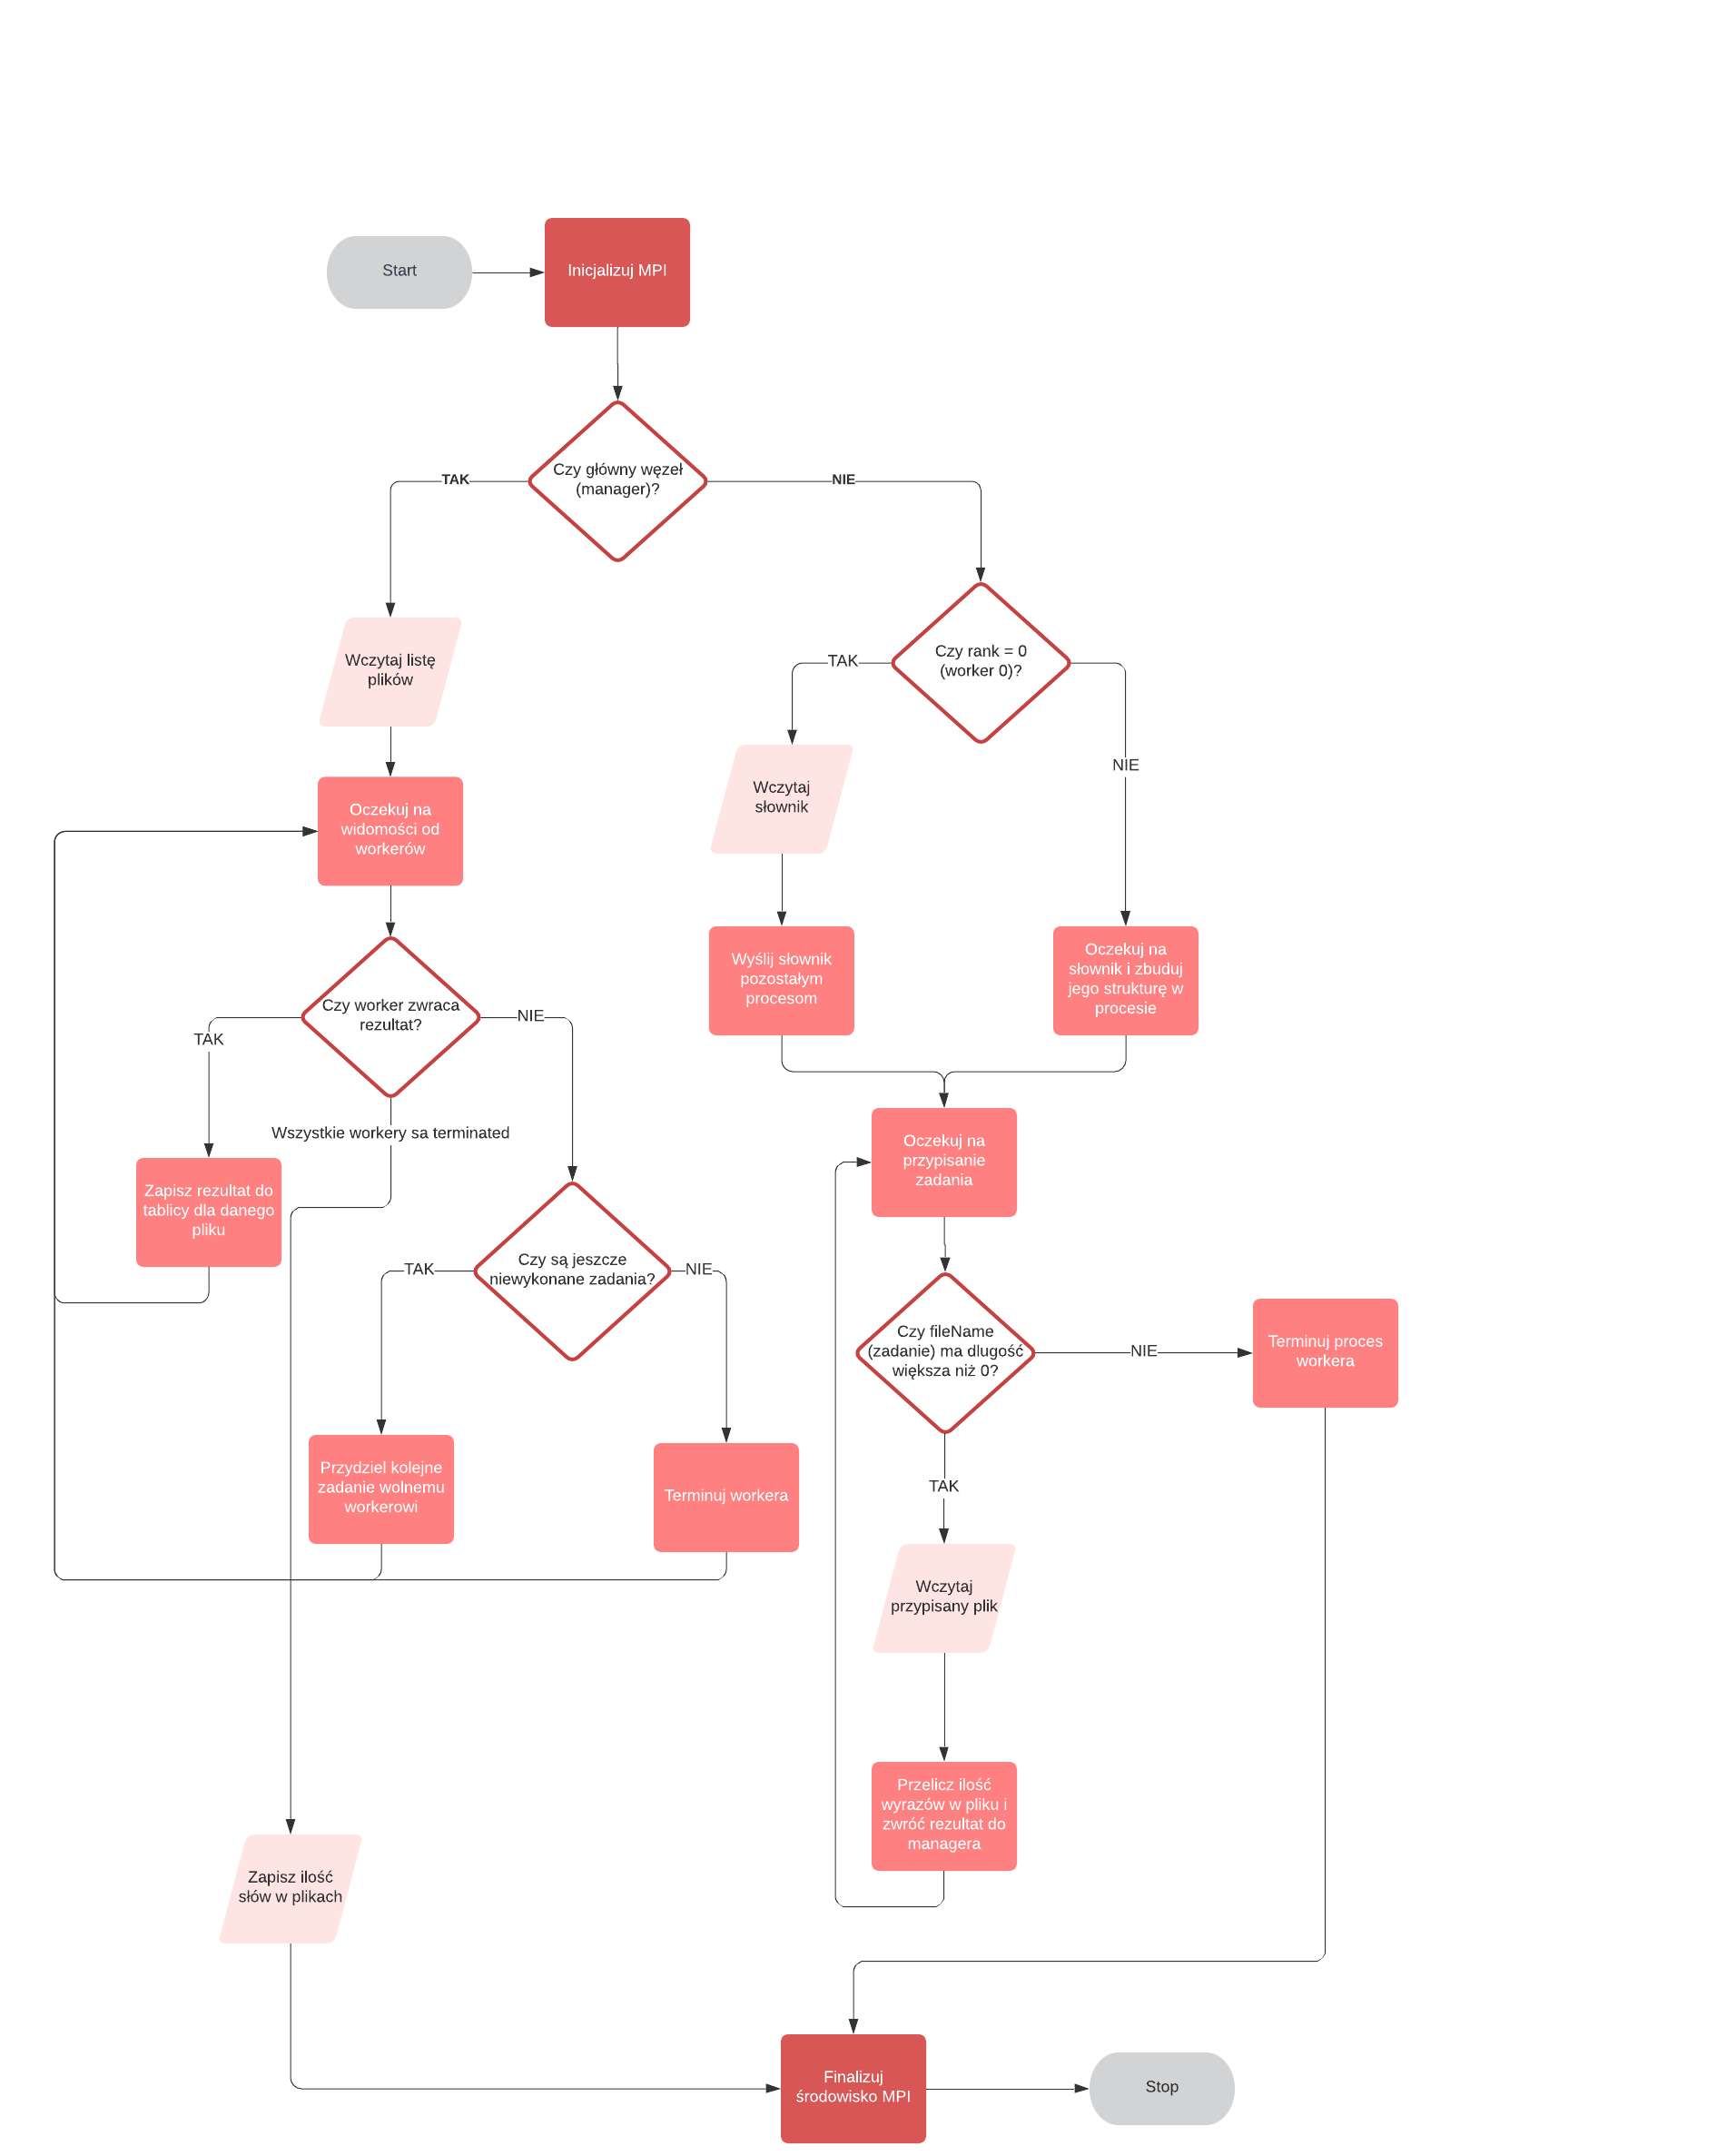 Start
Inicjalizuj MPI
Czy główny węzeł
(manager)?
TAK
NIE
Wczytaj listę
plików
Czy rank = 0
(worker 0)?
TAK
NIE
Wczytaj
słownik
Oczekuj na
widomości od
workerów
Wyślij słownik
pozostałym
procesom
Oczekuj na
słownik i zbuduj
jego strukturę w
procesie
Czy worker zwraca
rezultat?
TAK
NIE
Wszystkie workery sa terminated
Zapisz rezultat do
tablicy dla danego
pliku
Oczekuj na
przypisanie
zadania
Czy są jeszcze
niewykonane zadania?
TAK
NIE
Czy fileName
(zadanie) ma dlugość
większa niż 0?
NIE
Terminuj proces
workera
TAK
Przydziel kolejne
zadanie wolnemu
workerowi
Terminuj workera
Wczytaj
przypisany plik
Przelicz ilość
wyrazów w pliku i
zwróć rezultat do
managera
Zapisz ilość
słów w plikach
Finalizuj
środowisko MPI
Stop